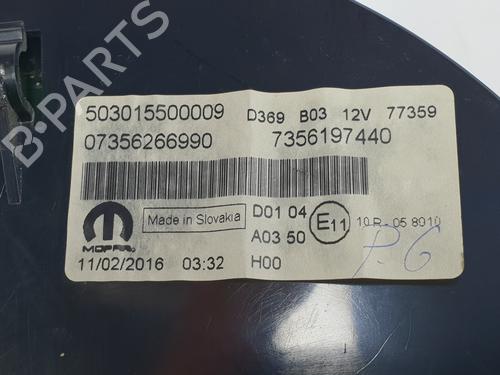 503015500009 D369 B03 12V 77359
07356266990 7356197440
MOPAR Made in Slovakia D01 04 E11 10 R - 05 8010
A03 50
11/02/2016 03:32 H00
P.G
B-PARTS